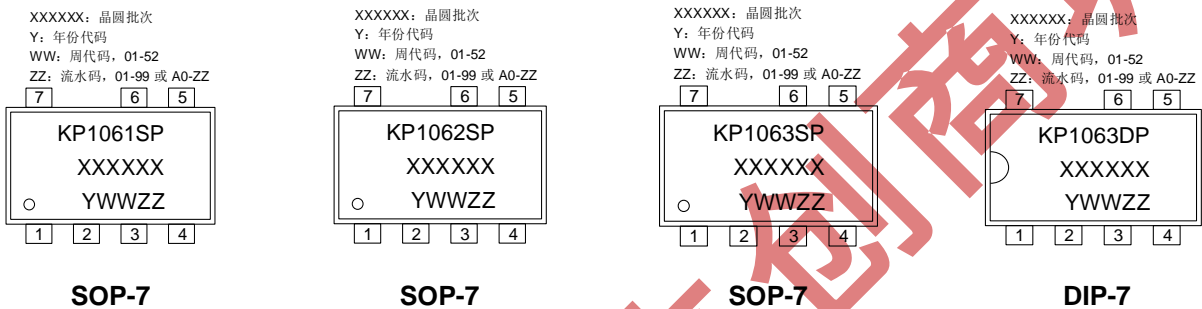 XXXXXX：晶圆批次
Y：年份代码
WW：周代码，01-52
ZZ：流水码，01-99 或 A0-ZZ
7 6 5
KP1061SP
XXXXXX
YWWZZ
1 2 3 4
SOP-7
XXXXXX：晶圆批次
Y：年份代码
WW：周代码，01-52
ZZ：流水码，01-99 或 A0-ZZ
7 6 5
KP1062SP
XXXXXX
YWWZZ
1 2 3 4
SOP-7
XXXXXX：晶圆批次
Y：年份代码
WW：周代码，01-52
ZZ：流水码，01-99 或 A0-ZZ
7 6 5
KP1063SP
XXXXXX
YWWZZ
1 2 3 4
SOP-7
XXXXXX：晶圆批次
Y：年份代码
WW：周代码，01-52
ZZ：流水码，01-99 或 A0-ZZ
7 6 5
KP1063DP
XXXXXX
YWWZZ
1 2 3 4
DIP-7
创商